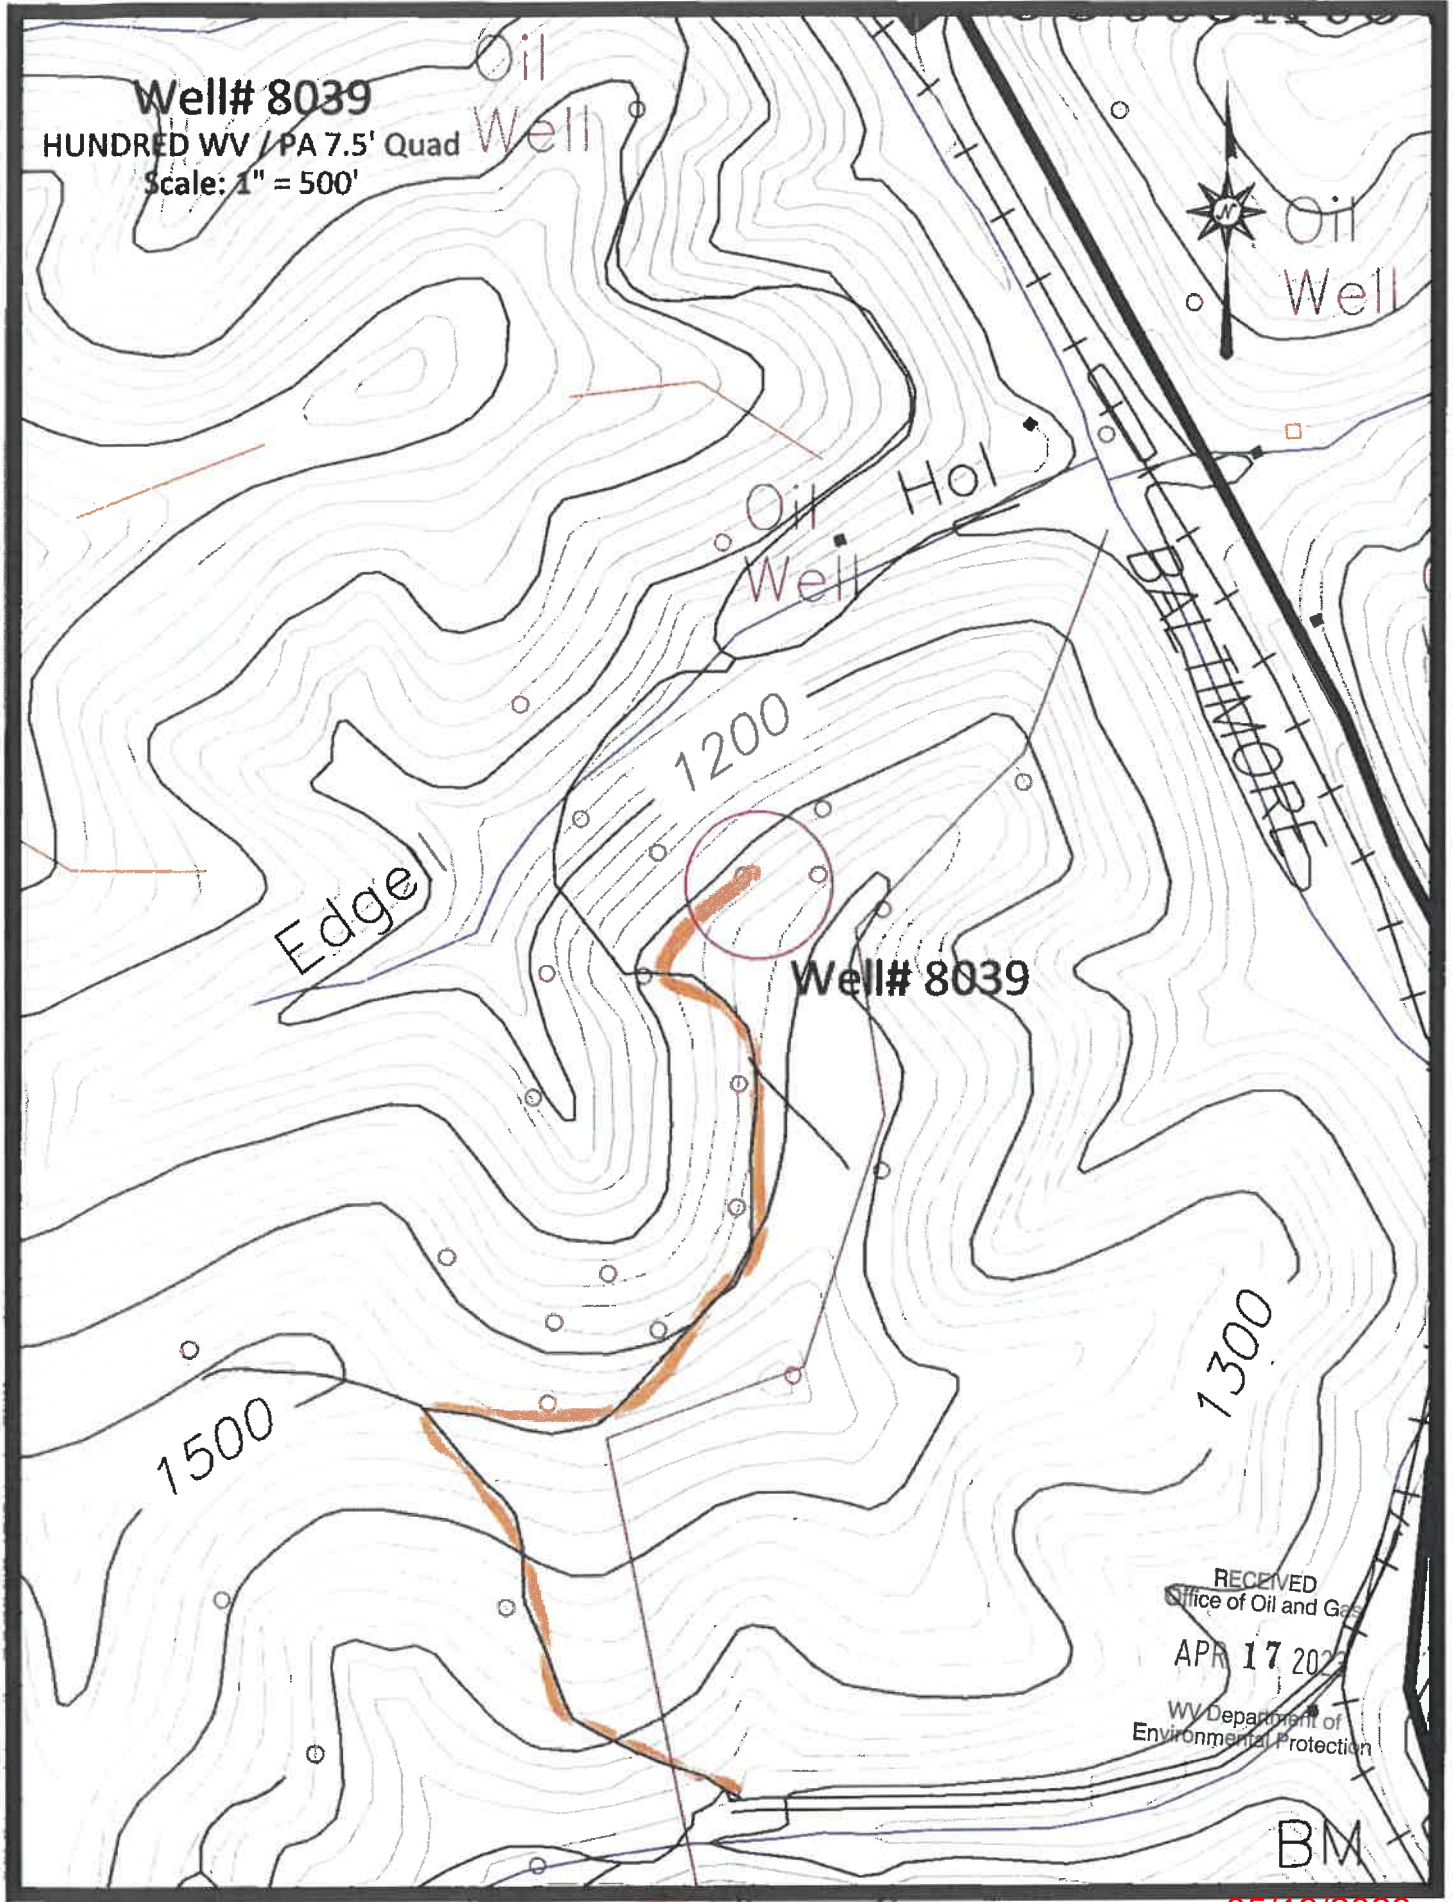 Well# 8039
HUNDRED WV / PA 7.5' Quad
Scale: 1" = 500'
Oil
Well
N
Oil
Well
Hol
Oil
Well
BALTIMORE
1200
Edgell
Well# 8039
1300
1500
RECEIVED
Office of Oil and Gas
APR 17
WV Department of
Environmental Protection
BM